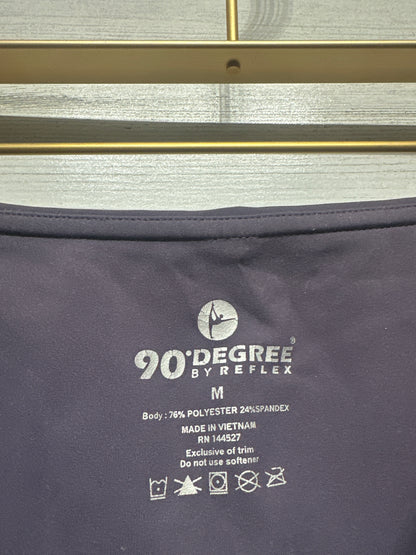 90°DEGREE®
BY REFLEX
M
Body : 76% POLYESTER 24%SPANDEX
MADE IN VIETNAM
RN 144527
Exclusive of trim
Do not use softener